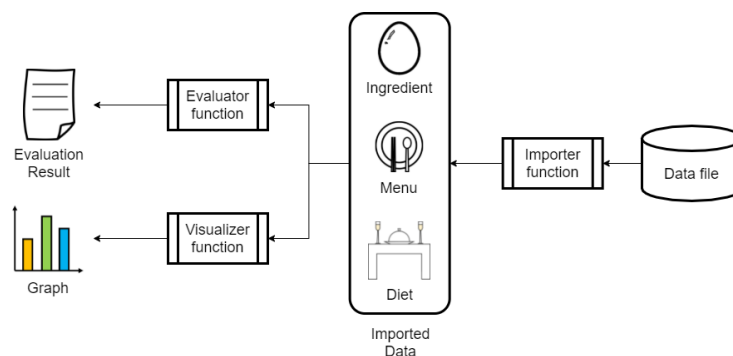 Evaluation
Result
Graph
Evaluator
function
Visualizer
function
Ingredient
Menu
Diet
Imported
Data
Importer
function
Data file